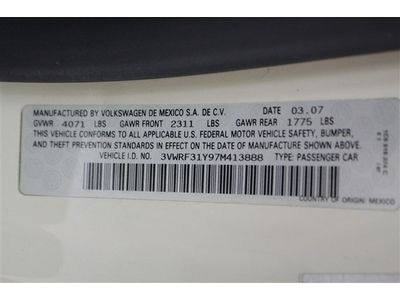 MANUFACTURED BY VOLKSWAGEN DE MEXICO S.A. DE C.V. DATE 03.07
GVWR 4071 LBS GAWR FRONT 2311 LBS GAWR REAR 1775 LBS
THIS VEHICLE CONFORMS TO ALL APPLICABLE U.S. FEDERAL MOTOR VEHICLE SAFETY, BUMPER,
AND THEFT PREVENTION STANDARDS IN EFFECT ON THE DATE OF MANUFACTURE SHOWN ABOVE.
VEHICLE I.D. NO. 3VWRF31Y97M413888 TYPE: PASSENGER CAR
COUNTRY OF ORIGIN: MEXICO